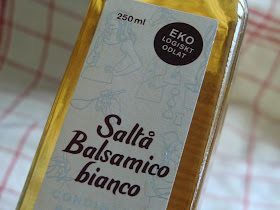 250 ml
EKO
LOGISKT
ODLAT
Saltå
Balsamico
bianco